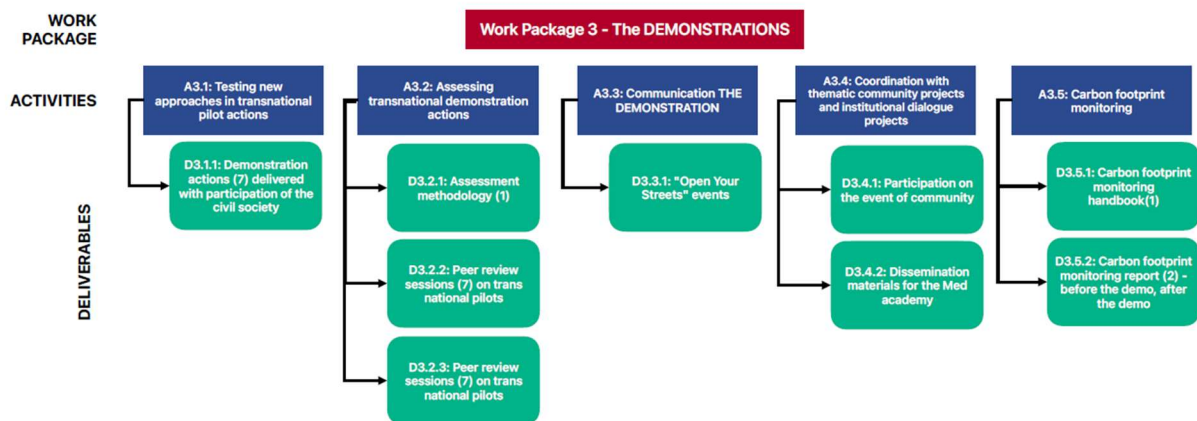 WORK
PACKAGE
Work Package 3 - The DEMONSTRATIONS
ACTIVITIES
A3.1: Testing new
approaches in transnational
pilot actions
A3.2: Assessing
transnational demonstration
actions
A3.3: Communication THE
DEMONSTRATION
A3.4: Coordination with
thematic community projects
and institutional dialogue
projects
A3.5: Carbon footprint
monitoring
DELIVERABLES
D3.1.1: Demonstration
actions (7) delivered
with participation of the
civil society
D3.2.1: Assessment
methodology (1)
D3.2.2: Peer review
sessions (7) on trans
national pilots
D3.2.3: Peer review
sessions (7) on trans
national pilots
D3.3.1: "Open Your
Streets" events
D3.4.1: Participation on
the event of community
D3.4.2: Dissemination
materials for the Med
academy
D3.5.1: Carbon footprint
monitoring
handbook(1)
D3.5.2: Carbon footprint
monitoring report (2) -
before the demo, after
the demo